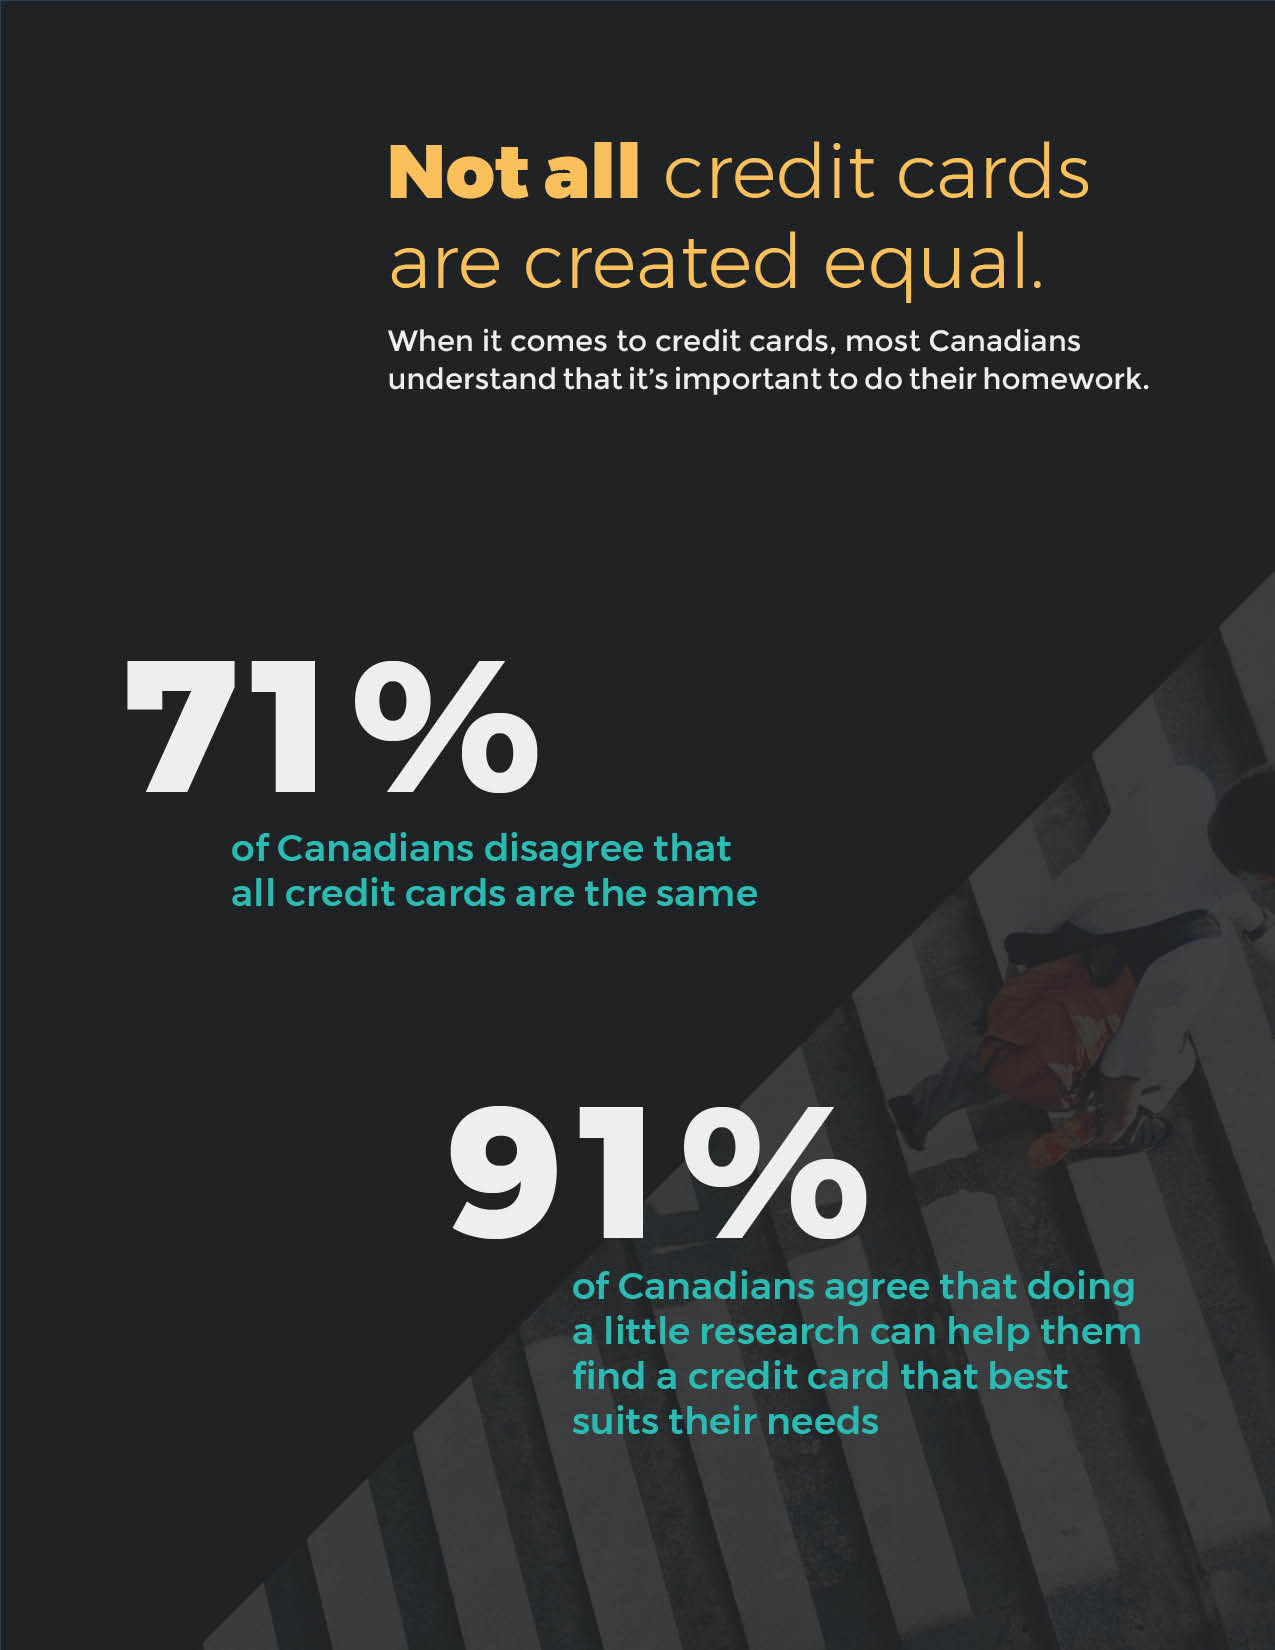 Not all credit cards
are created equal.
When it comes to credit cards, most Canadians
understand that it's important to do their homework.
71%
of Canadians disagree that
all credit cards are the same
91%
of Canadians agree that doing
a little research can help them
find a credit card that best
suits their needs